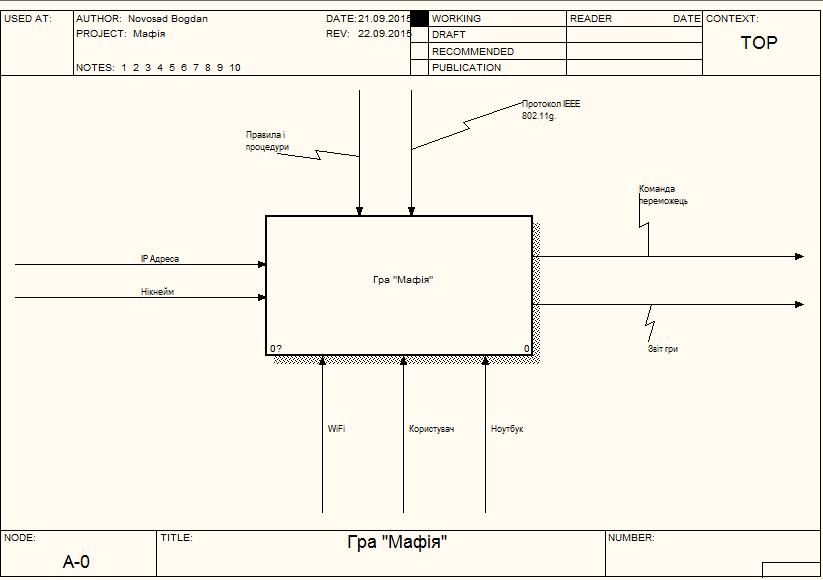 USED AT:
AUTHOR: Novosad Bogdan
DATE: 21.09.2015
WORKING
READER
DATE
CONTEXT:
PROJECT: Мафія
REV: 22.09.2015
DRAFT
TOP
RECOMMENDED
NOTES: 1 2 3 4 5 6 7 8 9 10
PUBLICATION
Протокол IEEE
802.11g.
Правила і
процедури
Команда
переможець
IP Адреса
Гра "Мафія"
Нікнейм
0?
0
Звіт гри
WiFi
Користувач
Ноутбук
NODE:
TITLE:
NUMBER:
A-0
Гра "Мафія"